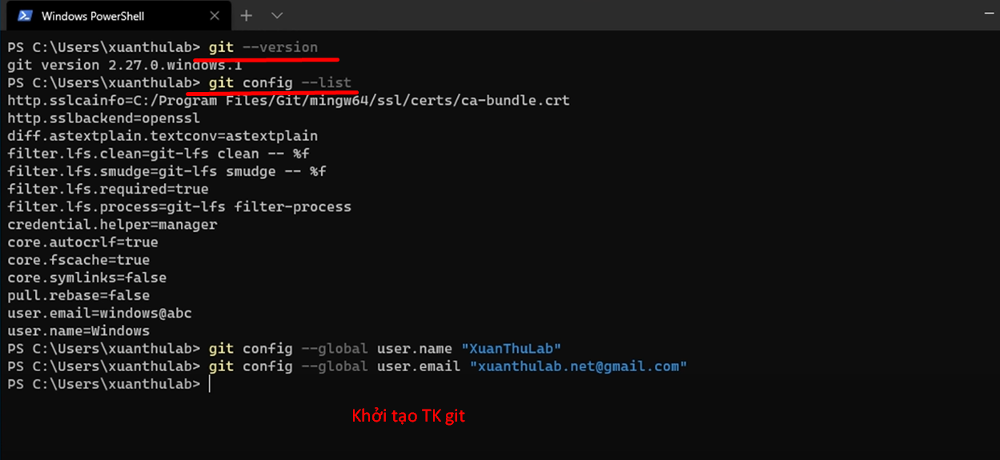 Windows PowerShell
PS C:\Users\xuanthulab> git --version
git version 2.27.0.windows.1
PS C:\Users\xuanthulab> git config --list
http.sslcainfo=C:/Program Files/Git/mingw64/ssl/certs/ca-bundle.crt
http.sslbackend=openssl
diff.astextplain.textconv=astextplain
filter.lfs.clean=git-lfs clean -- %f
filter.lfs.smudge=git-lfs smudge -- %f
filter.lfs.required=true
filter.lfs.process=git-lfs filter-process
credential.helper=manager
core.autocrlf=true
core.fscache=true
core.symlinks=false
pull.rebase=false
user.email=windows@abc
user.name=Windows
PS C:\Users\xuanthulab> git config --global user.name "XuanThuLab"
PS C:\Users\xuanthulab> git config --global user.email "xuanthulab.net@gmail.com"
PS C:\Users\xuanthulab>
Khởi tạo TK git